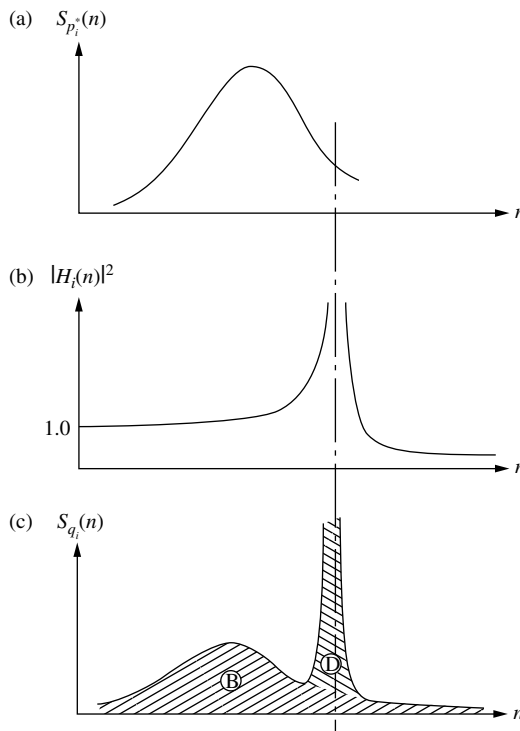 (a) S_{p_i^*}(n)
n
(b) |H_i(n)|^2
1.0
n
(c) S_{q_i}(n)
D
B
n